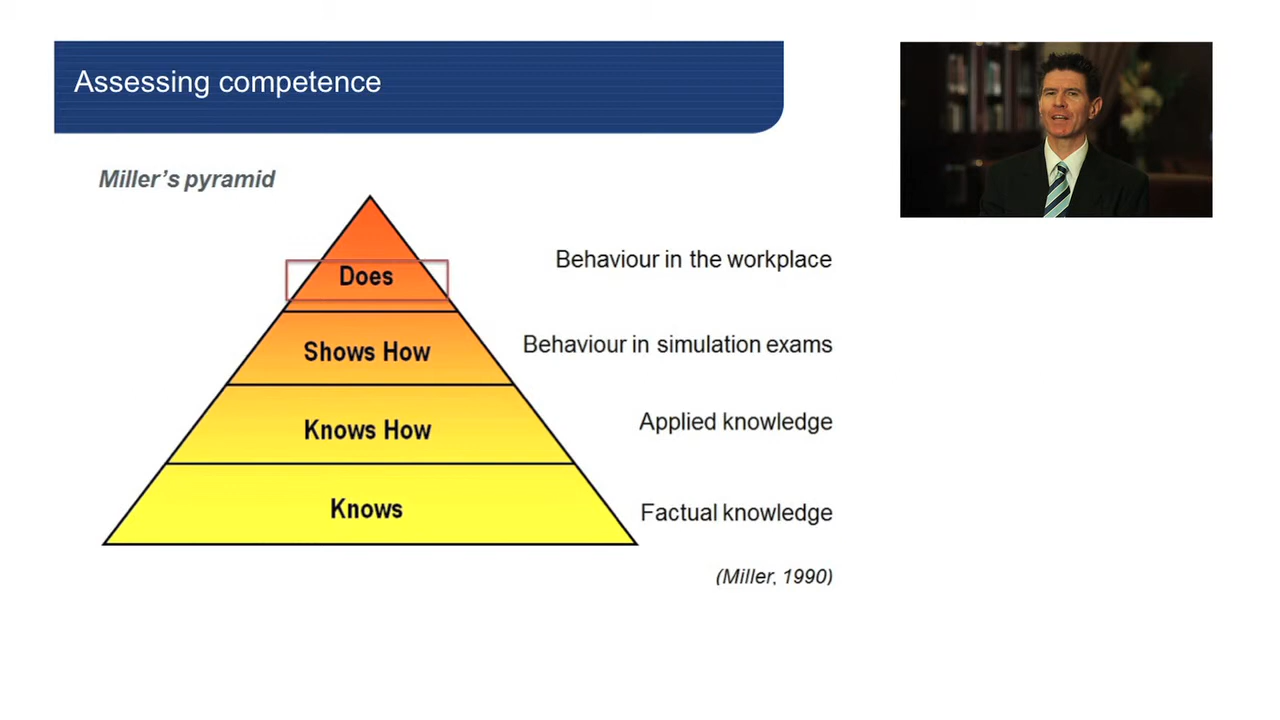 Assessing competence
Miller's pyramid
Does
Behaviour in the workplace
Shows How
Behaviour in simulation exams
Knows How
Applied knowledge
Knows
Factual knowledge
(Miller, 1990)